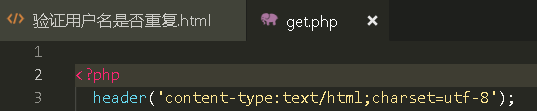 验证用户名是否重复.html
get.php
1
2 <?php
3 header('content-type:text/html;charset=utf-8');